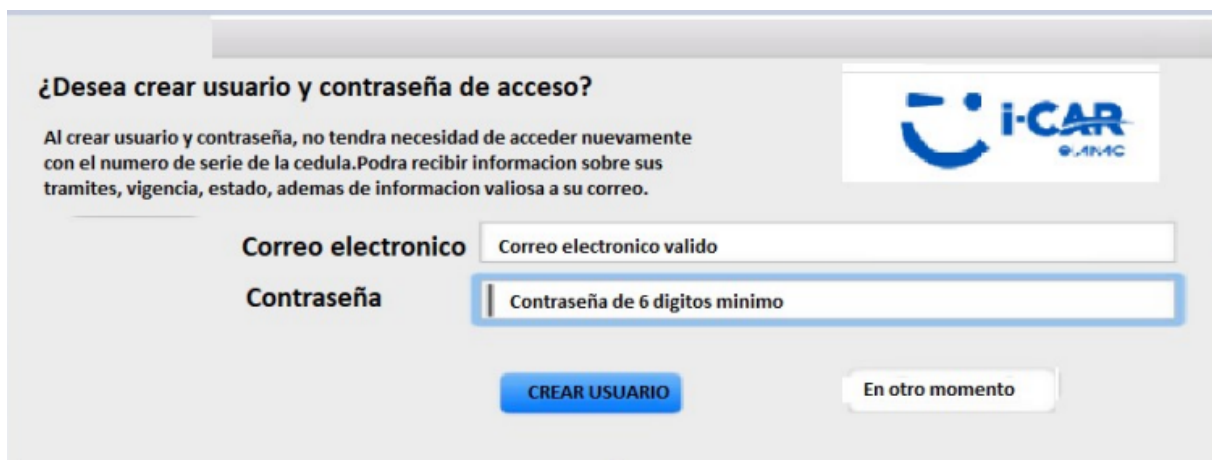 ¿Desea crear usuario y contraseña de acceso?
Al crear usuario y contraseña, no tendra necesidad de acceder nuevamente
con el numero de serie de la cedula.Podra recibir informacion sobre sus
tramites, vigencia, estado, ademas de informacion valiosa a su correo.
i-CAR
Correo electronico
Correo electronico valido
Contraseña
Contraseña de 6 digitos minimo
CREAR USUARIO
En otro momento